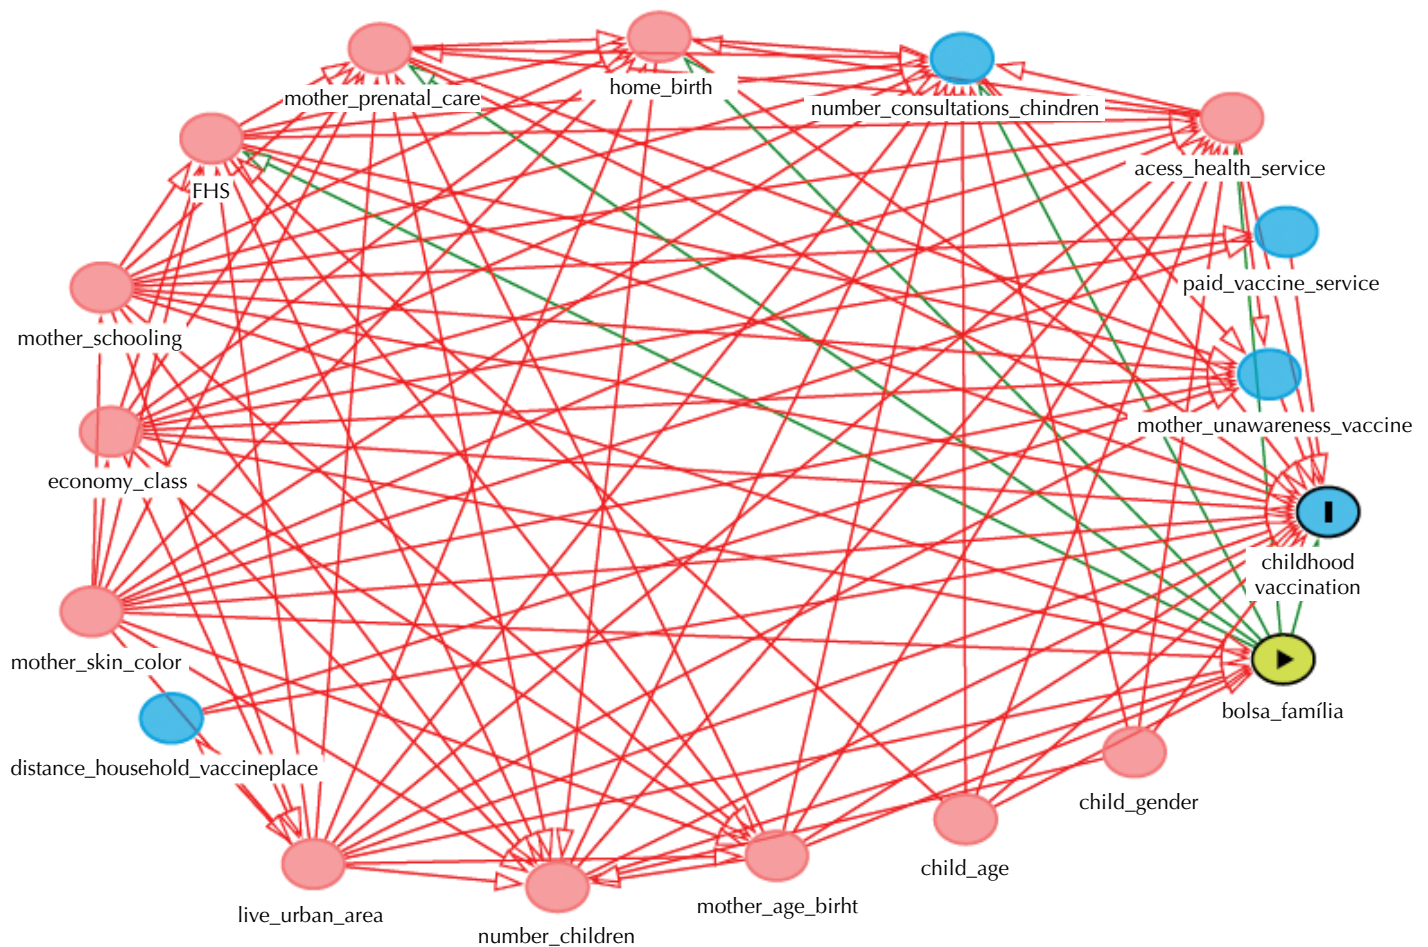 home_birth
mother_prenatal_care
number_consultations_chindren
acess_health_service
FHS
paid_vaccine_service
mother_schooling
mother_unawareness_vaccine
economy_class
childhood
vaccination
mother_skin_color
bolsa_família
distance_household_vaccineplace
child_gender
child_age
mother_age_birht
live_urban_area
number_children